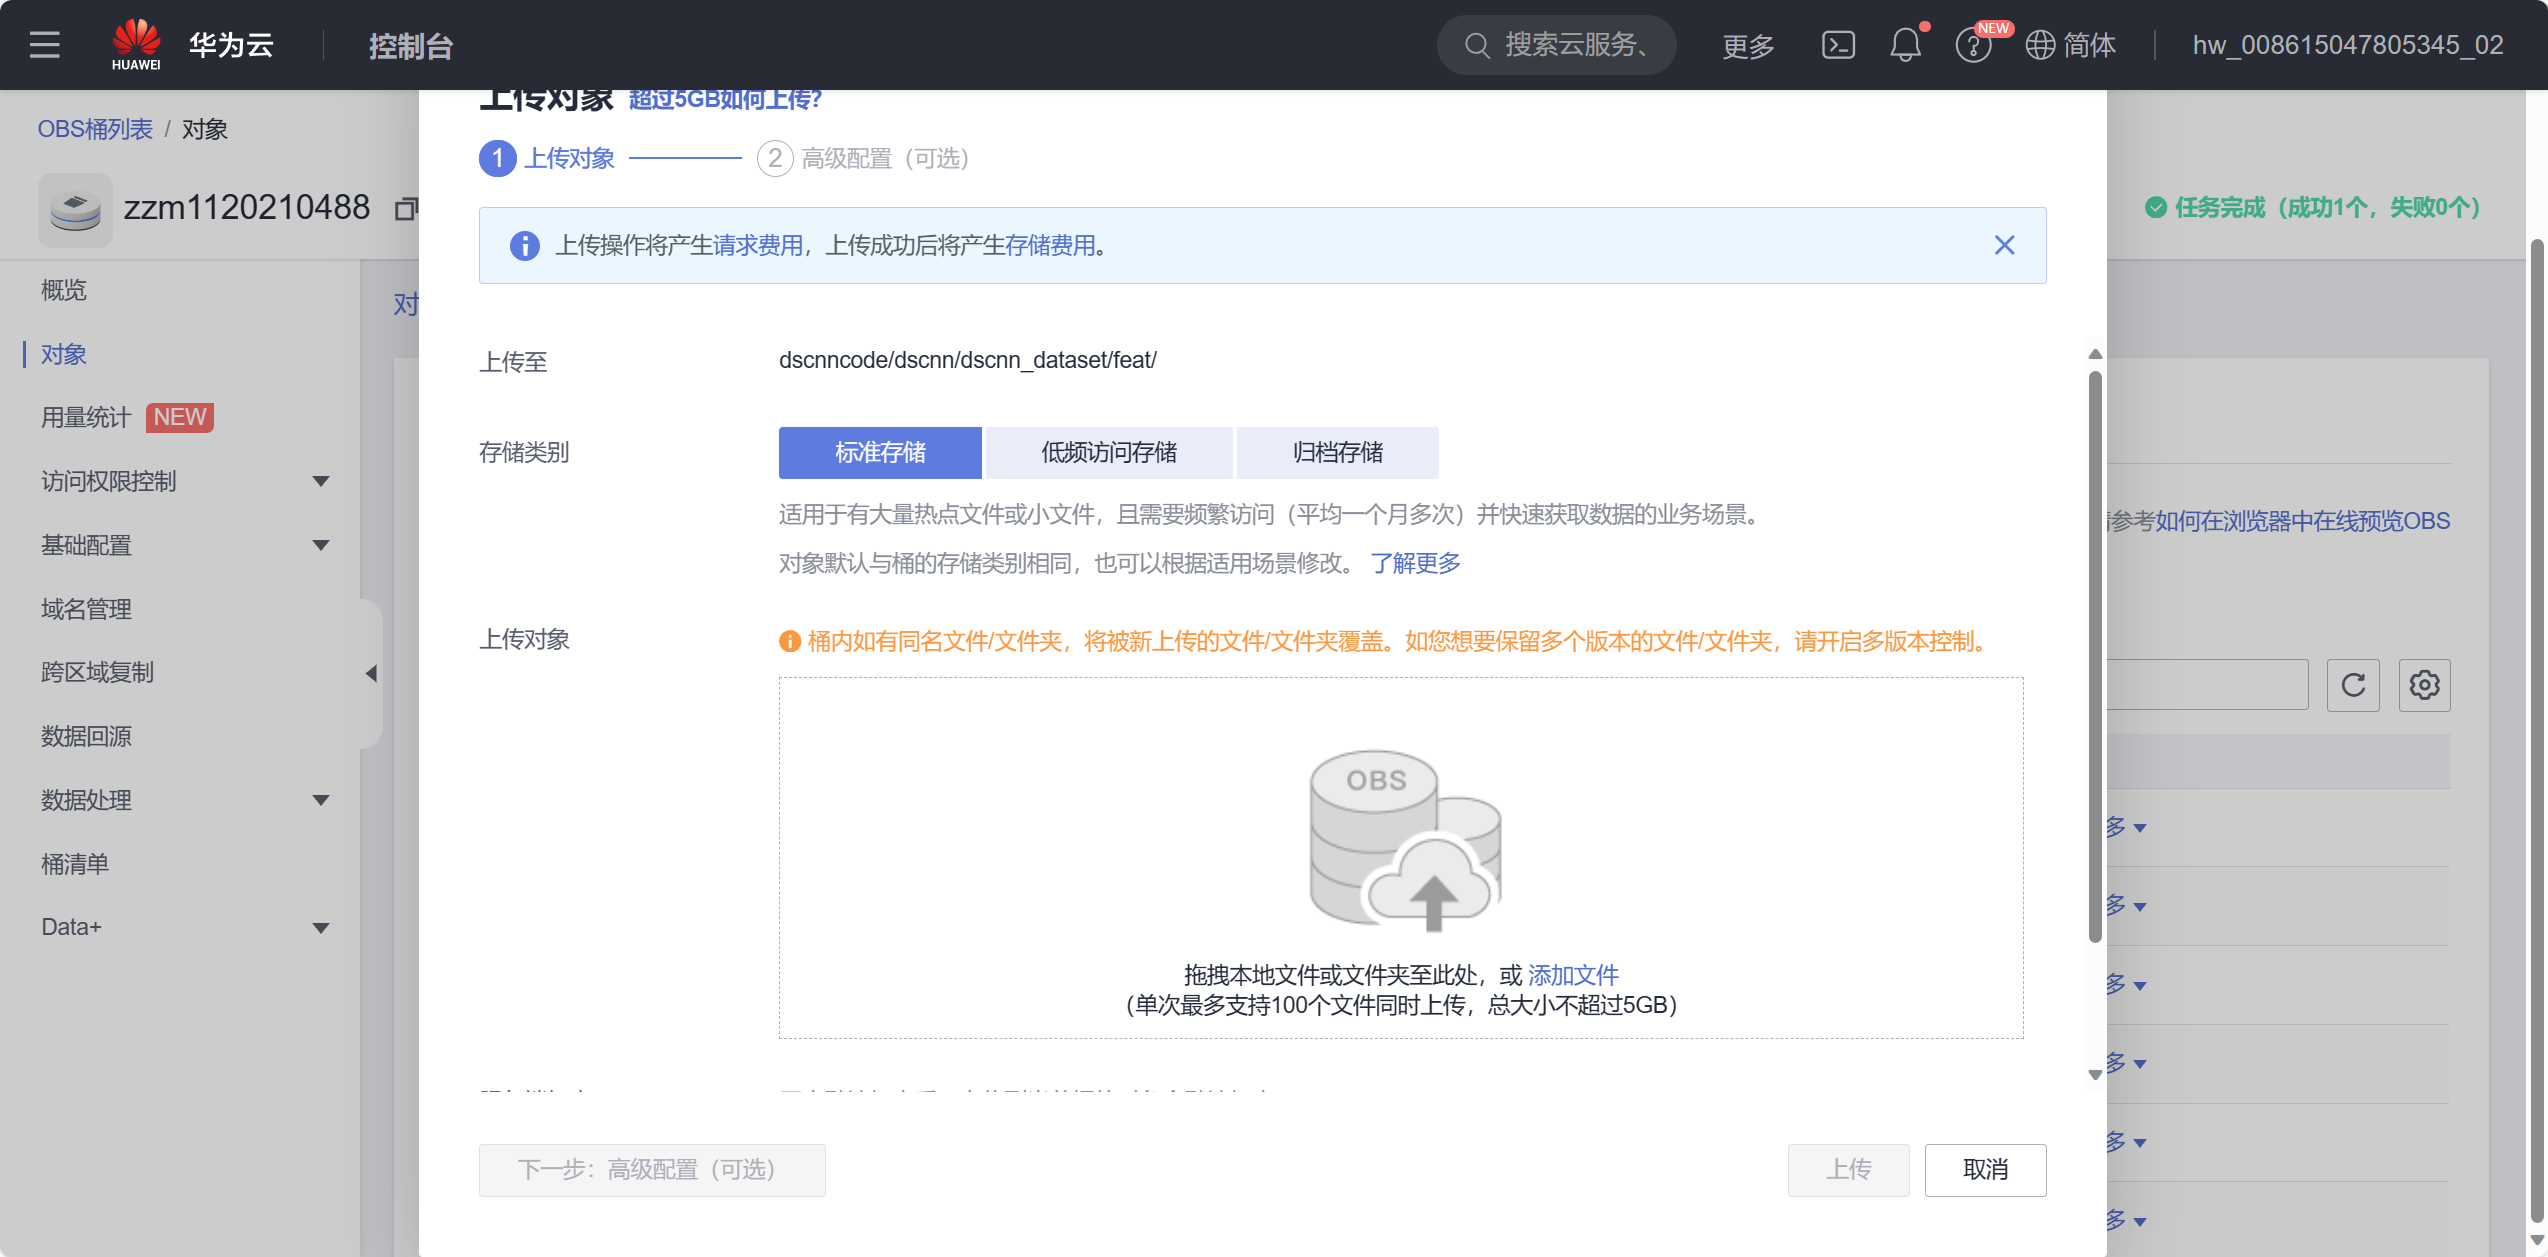 HUAWEI
华为云
控制台
搜索云服务、
更多
NEW
简体
hw_008615047805345_02
OBS桶列表 / 对象
zzm1120210488
任务完成（成功1个，失败0个）
概览
对象
用量统计 NEW
访问权限控制
基础配置
域名管理
跨区域复制
数据回源
数据处理
桶清单
Data+
对
上传对象 超过5GB如何上传？
1 上传对象
2 高级配置（可选）
上传操作将产生请求费用，上传成功后将产生存储费用。
上传至 dscnncode/dscnn/dscnn_dataset/feat/
存储类别 标准存储 低频访问存储 归档存储
适用于有大量热点文件或小文件，且需要频繁访问（平均一个月多次）并快速获取数据的业务场景。
对象默认与桶的存储类别相同，也可以根据适用场景修改。 了解更多
上传对象 桶内如有同名文件/文件夹，将被新上传的文件/文件夹覆盖。如您想要保留多个版本的文件/文件夹，请开启多版本控制。
OBS
拖拽本地文件或文件夹至此处，或 添加文件
（单次最多支持100个文件同时上传，总大小不超过5GB）
下一步：高级配置（可选）
上传
取消
参考如何在浏览器中在线预览OBS
多
多
多
多
多
多